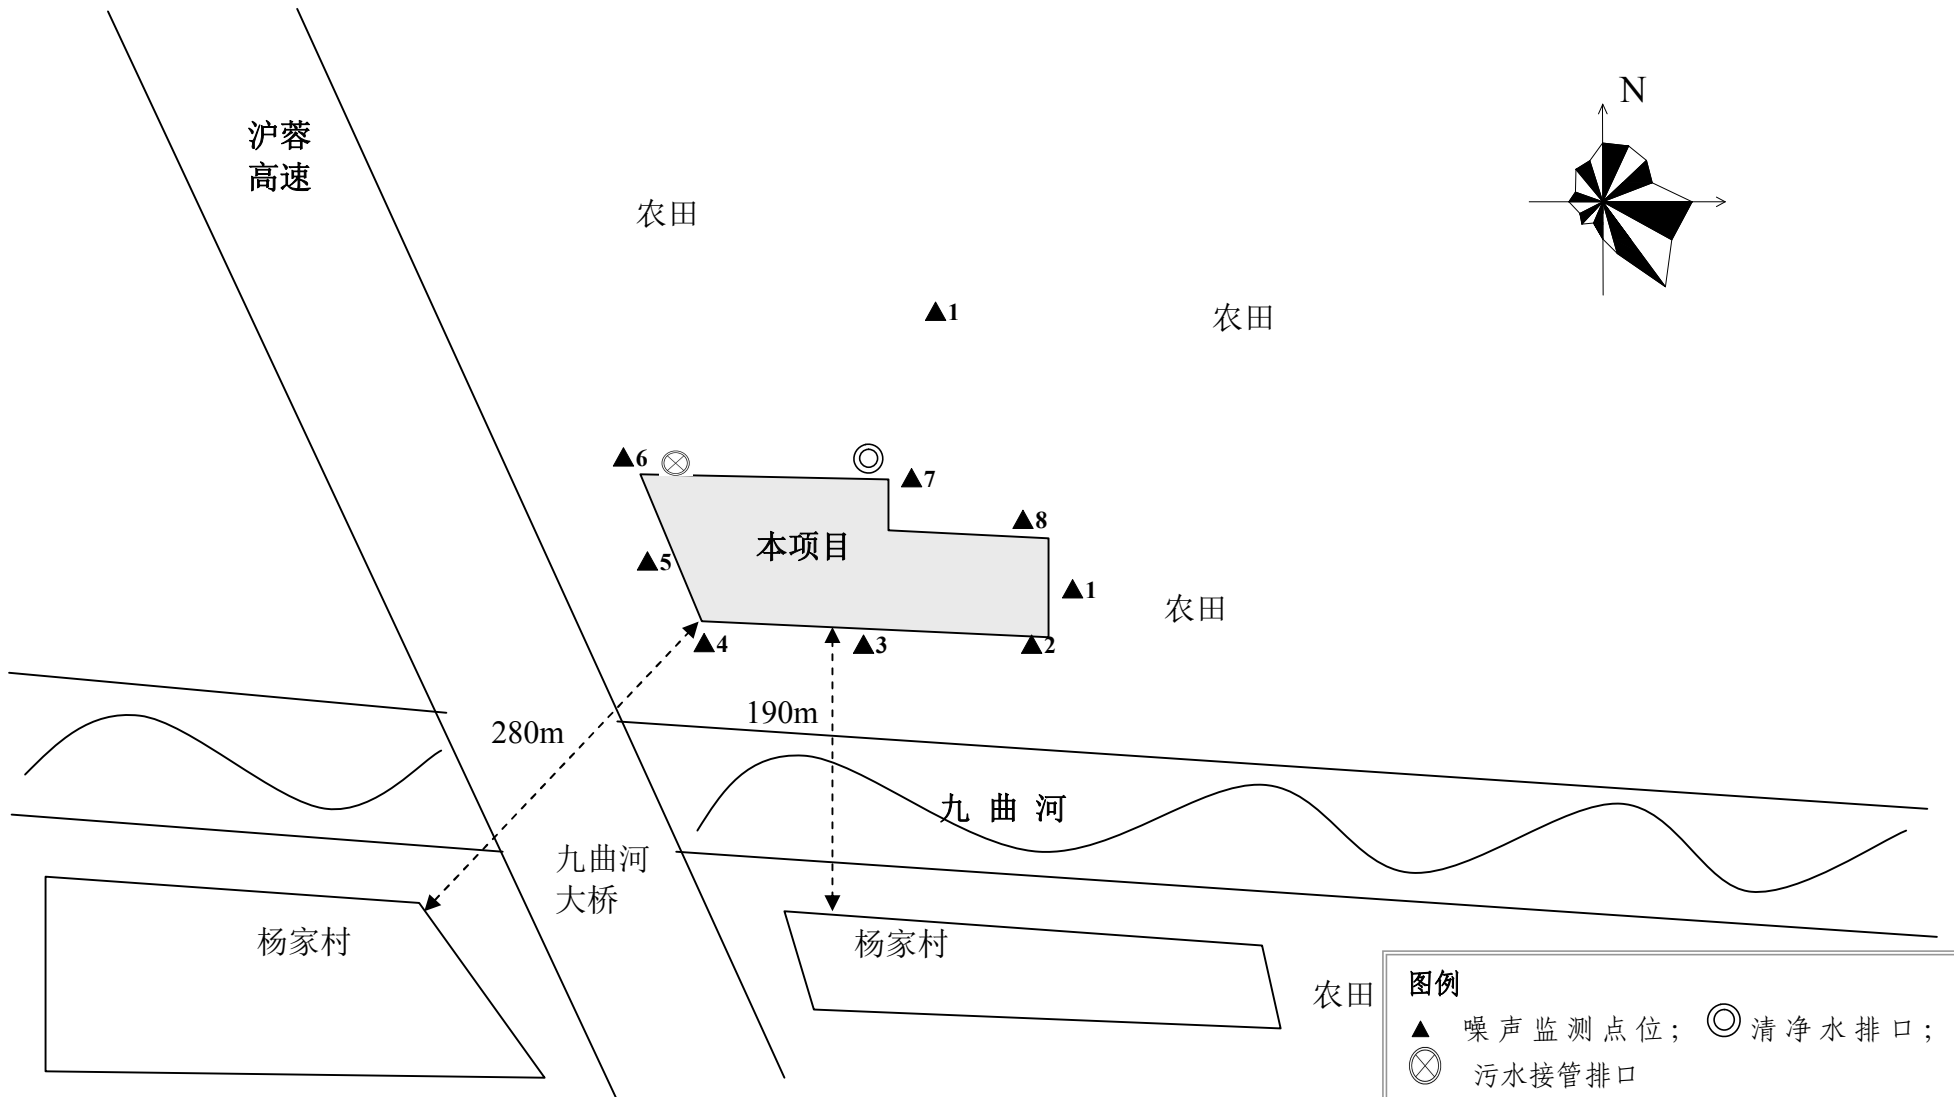 N
沪蓉
高速
农田
▲1
农田
▲6
▲7
▲8
本项目
▲5
▲1
农田
▲4
▲3
▲2
190m
280m
九 曲 河
九曲河
大桥
杨家村
杨家村
农田
图例
▲ 噪声监测点位; ◎清净水排口;
⊗ 污水接管排口